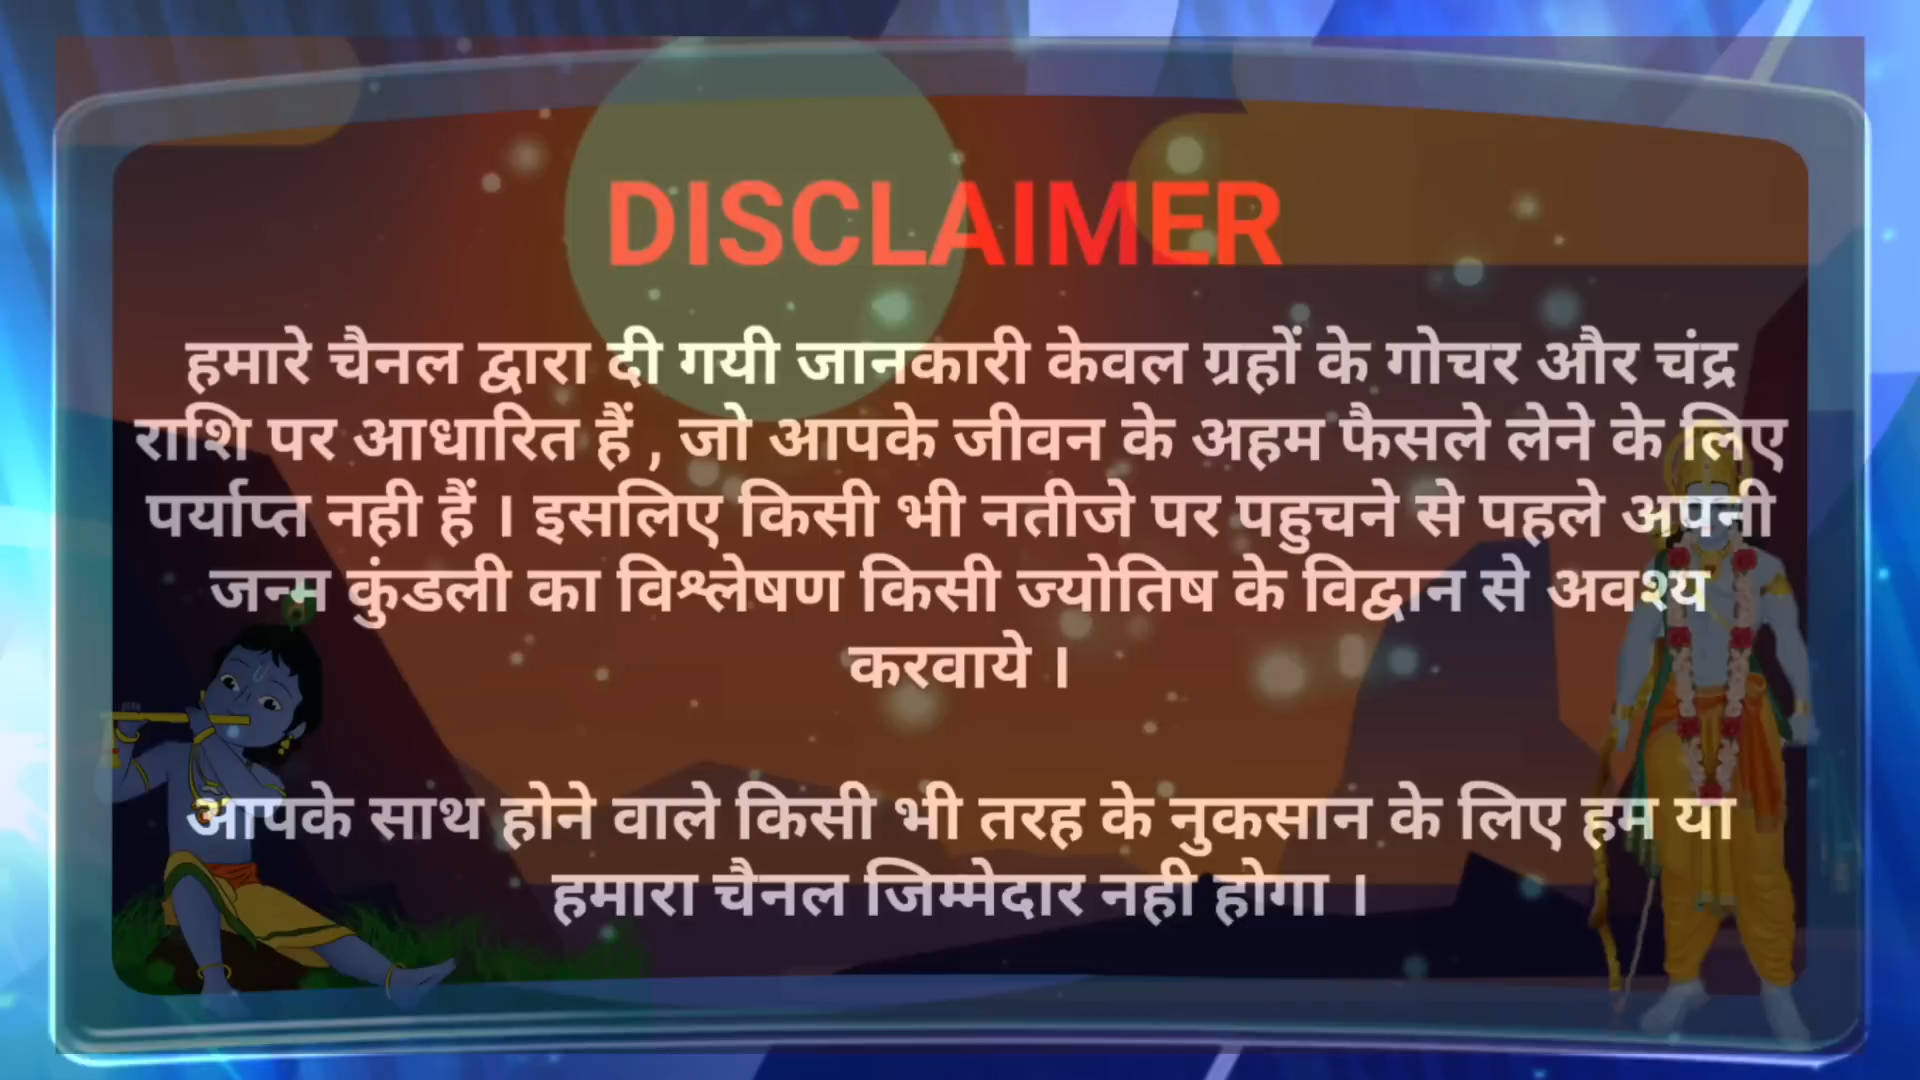 DISCLAIMER
हमारे चैनल द्वारा दी गयी जानकारी केवल ग्रहों के गोचर और चंद्र
राशि पर आधारित हैं , जो आपके जीवन के अहम फैसले लेने के लिए
पर्याप्त नही हैं । इसलिए किसी भी नतीजे पर पहुचने से पहले अपनी
जन्म कुंडली का विश्लेषण किसी ज्योतिष के विद्वान से अवश्य
करवाये ।
आपके साथ होने वाले किसी भी तरह के नुकसान के लिए हम या
हमारा चैनल जिम्मेदार नही होगा ।